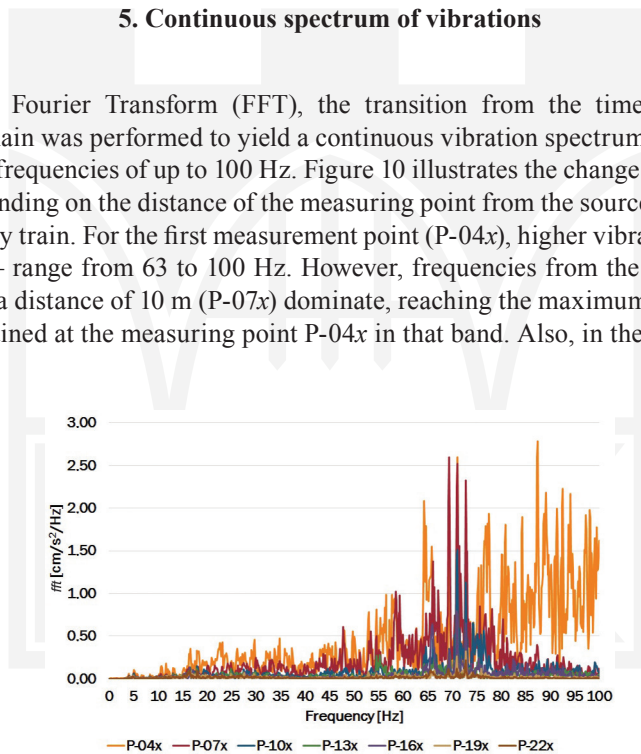 5. Continuous spectrum of vibrations
Fourier Transform (FFT), the transition from the time
ain was performed to yield a continuous vibration spectrum
frequencies of up to 100 Hz. Figure 10 illustrates the change
nding on the distance of the measuring point from the source
y train. For the first measurement point (P-04x), higher vibra
– range from 63 to 100 Hz. However, frequencies from the
a distance of 10 m (P-07x) dominate, reaching the maximum
ined at the measuring point P-04x in that band. Also, in the
3.00
2.50
2.00
1.50
1.00
0.50
0.00
fft [cm/s²/Hz]
0 5 10 15 20 25 30 35 40 45 50 55 60 65 70 75 80 85 90 95 100
Frequency [Hz]
P-04x P-07x P-10x P-13x P-16x P-19x P-22x